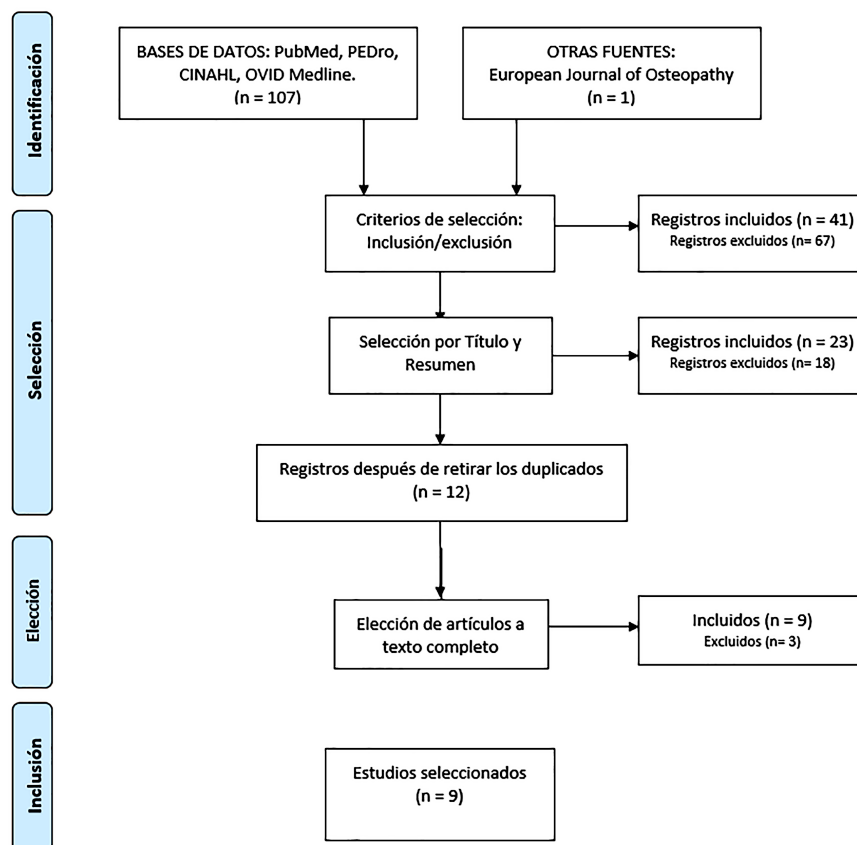 Identificación
BASES DE DATOS: PubMed, PEDro,
CINAHL, OVID Medline.
(n = 107)
OTRAS FUENTES:
European Journal of Osteopathy
(n = 1)
Selección
Criterios de selección:
Inclusión/exclusión
Registros incluidos (n = 41)
Registros excluidos (n= 67)
Selección por Título y
Resumen
Registros incluidos (n = 23)
Registros excluidos (n= 18)
Registros después de retirar los duplicados
(n = 12)
Elección
Elección de artículos a
texto completo
Incluidos (n = 9)
Excluidos (n= 3)
Inclusión
Estudios seleccionados
(n = 9)